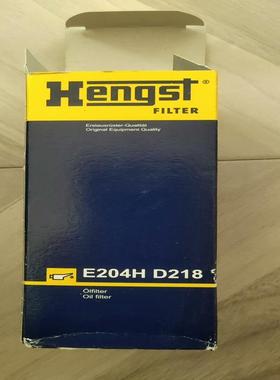 Hengst®
FILTER
Erstausrüster-Qualität
Original Equipment Quality
E204H D218
Ölfilter
Oil filter